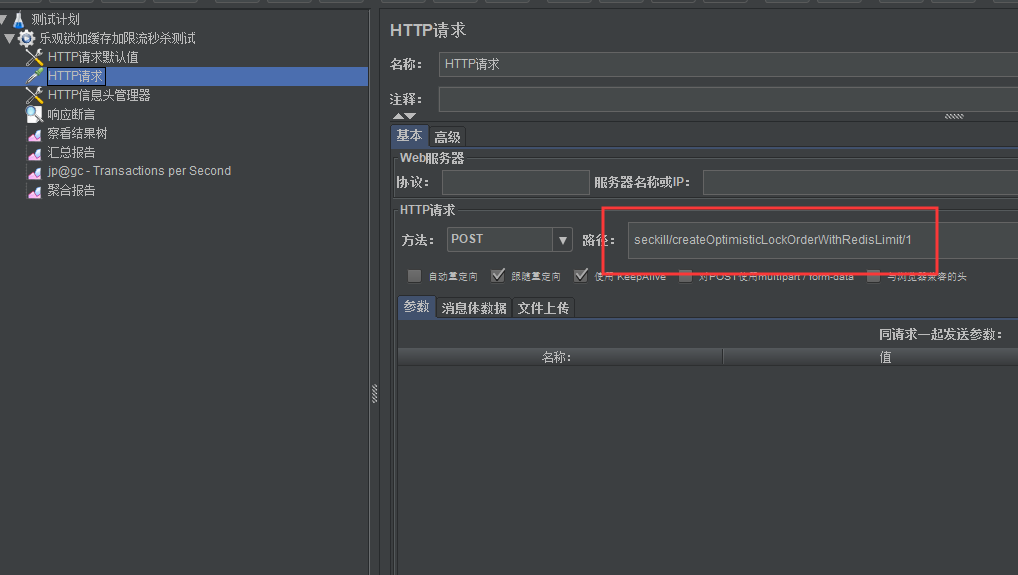 测试计划
乐观锁加缓存加限流秒杀测试
HTTP请求默认值
HTTP请求
HTTP信息头管理器
响应断言
察看结果树
汇总报告
jp@gc - Transactions per Second
聚合报告
HTTP请求
名称： HTTP请求
注释：
基本 高级
Web服务器
协议： 服务器名称或IP：
HTTP请求
方法： POST 路径： seckill/createOptimisticLockOrderWithRedisLimit/1
自动重定向 跟随重定向 使用 KeepAlive 对POST使用multipart / form-data 与浏览器兼容的头
参数 消息体数据 文件上传
同请求一起发送参数：
名称： 值